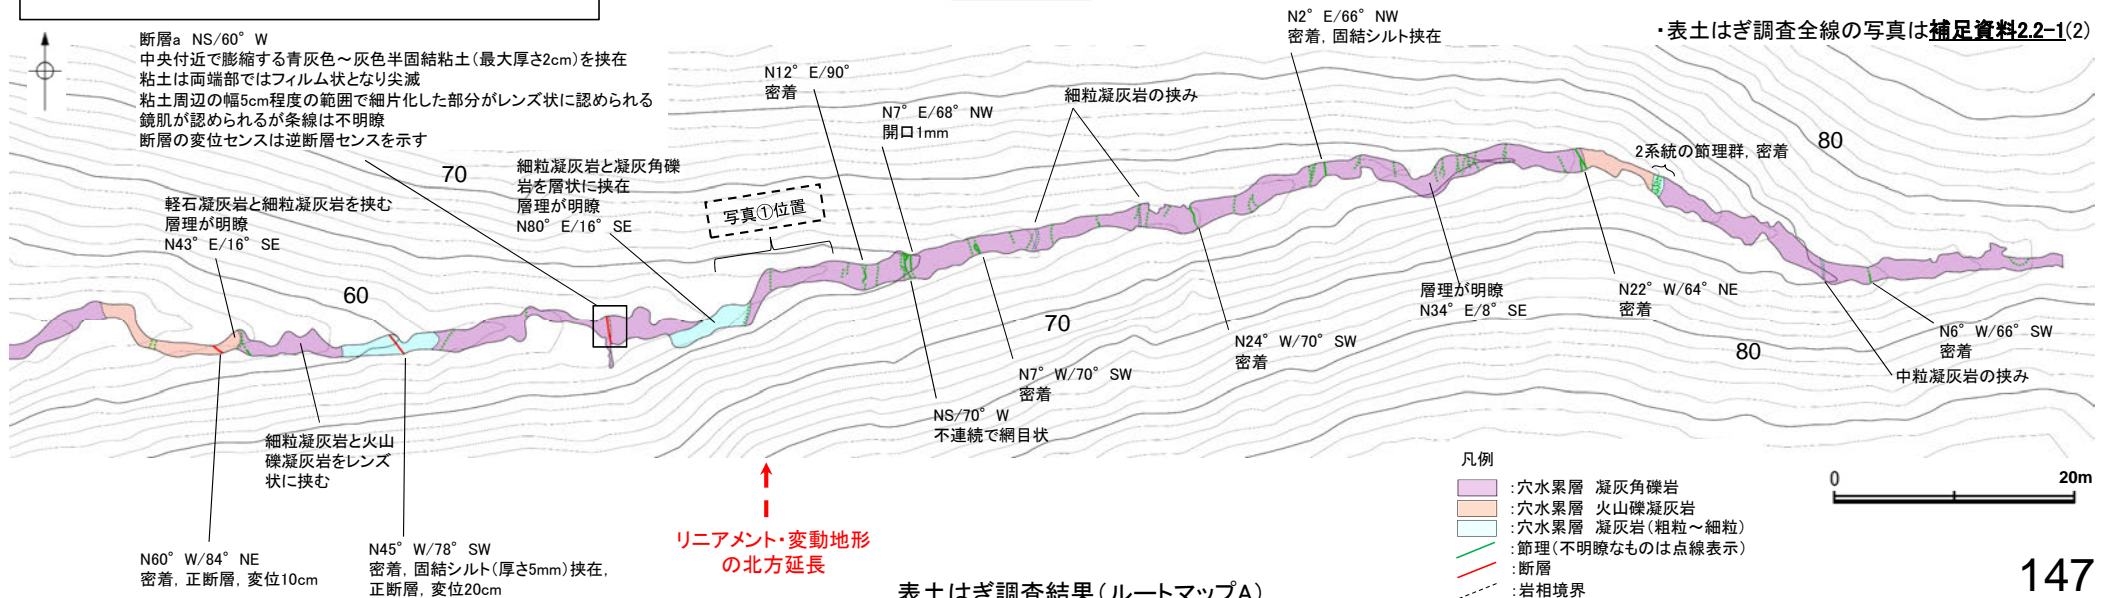 ・表土はぎ調査全線の写真は補足資料2.2-1(2)
断層a NS/60°W
中央付近で膨縮する青灰色～灰色半固結粘土(最大厚さ2cm)を挟在
粘土は両端部ではフィルム状となり尖滅
粘土周辺の幅5cm程度の範囲で細片化した部分がレンズ状に認められる
鏡肌が認められるが条線は不明瞭
断層の変位センスは逆断層センスを示す
N2°E/66°NW
密着, 固結シルト挟在
N12°E/90°
密着
N7°E/68°NW
開口1mm
細粒凝灰岩の挟み
2系統の節理群, 密着
80
70
細粒凝灰岩と凝灰角礫
岩を層状に挟在
層理が明瞭
N80°E/16°SE
写真①位置
軽石凝灰岩と細粒凝灰岩を挟む
層理が明瞭
N43°E/16°SE
60
70
80
層理が明瞭
N34°E/8°SE
N22°W/64°NE
密着
N6°W/66°SW
密着
中粒凝灰岩の挟み
N24°W/70°SW
密着
N7°W/70°SW
密着
NS/70°W
不連続で網目状
細粒凝灰岩と火山
礫凝灰岩をレンズ
状に挟む
N60°W/84°NE
密着, 正断層, 変位10cm
N45°W/78°SW
密着, 固結シルト(厚さ5mm)挟在,
正断層, 変位20cm
リニアメント・変動地形
の北方延長
凡例
:穴水累層 凝灰角礫岩
:穴水累層 火山礫凝灰岩
:穴水累層 凝灰岩(粗粒～細粒)
:節理(不明瞭なものは点線表示)
:断層
:岩相境界
0 20m
表土はぎ調査結果(ルートマップA)
147